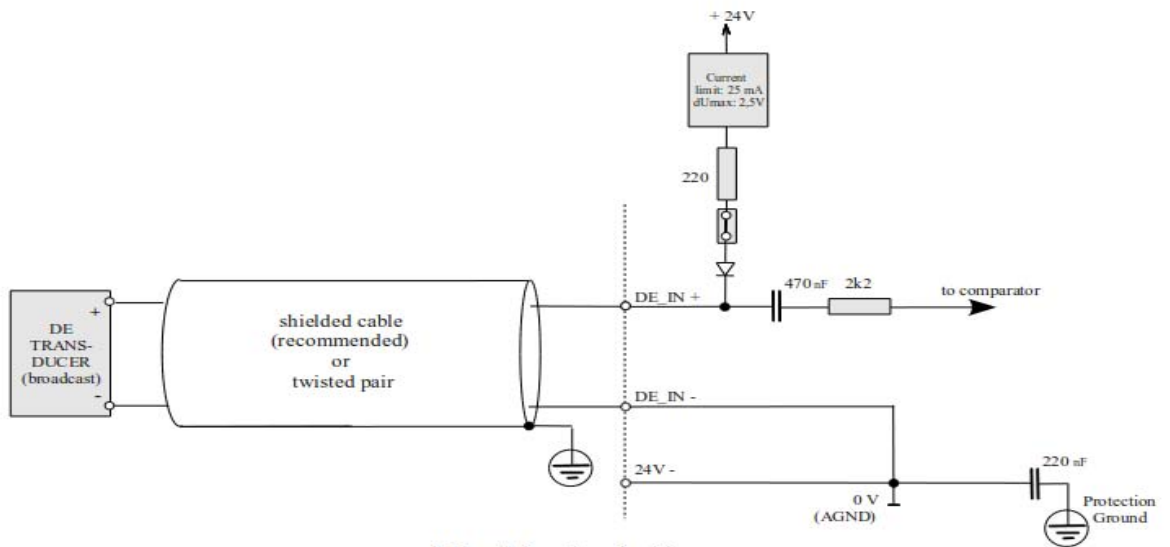 + 24V
Current
limit: 25 mA
dUmax: 2,5V
220
470 nF
2k2
to comparator
DE_IN +
+
DE
TRANS-
DUCER
(broadcast)
-
shielded cable
(recommended)
or
twisted pair
DE_IN -
24V -
0 V
(AGND)
220 nF
Protection
Ground